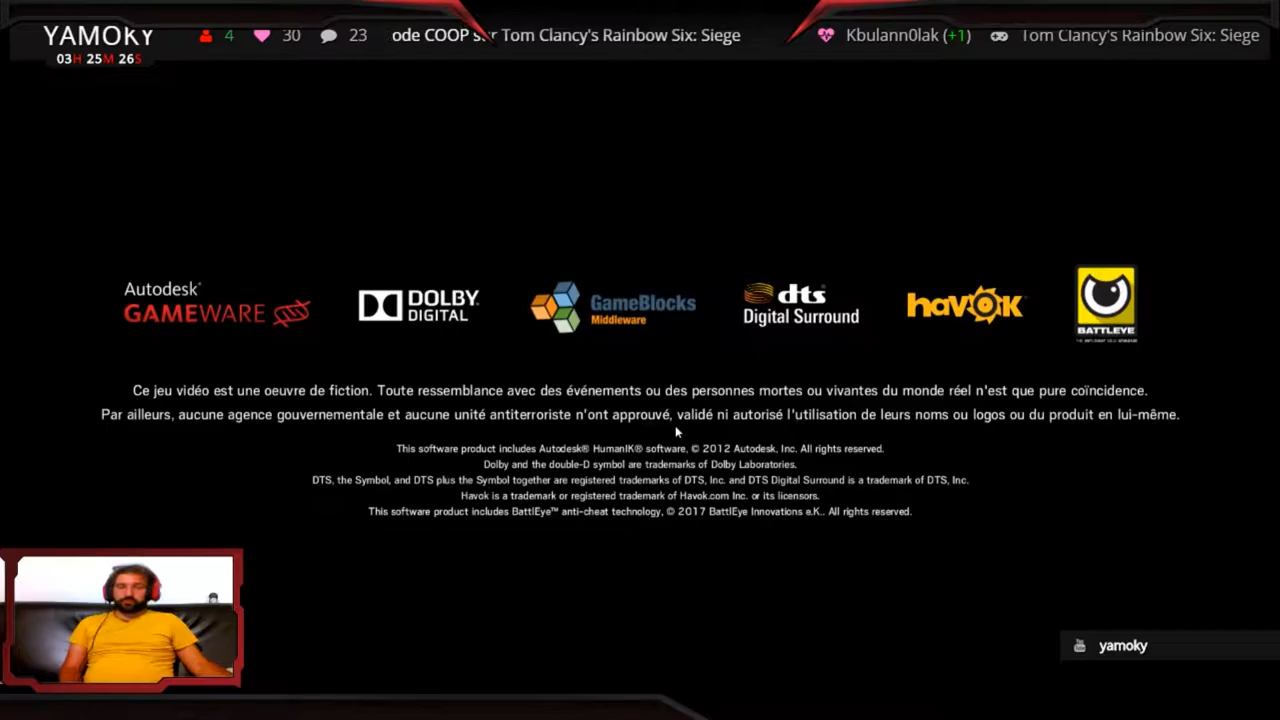 YAMOKY
03H 25M 26S
4
30
23
ode COOP sur Tom Clancy's Rainbow Six: Siege
Kbulann0lak (+1)
Tom Clancy's Rainbow Six: Siege
Autodesk®
GAMEWARE
DOLBY
DIGITAL
GameBlocks
Middleware
dts
Digital Surround
havok
BATTLEYE
Ce jeu vidéo est une oeuvre de fiction. Toute ressemblance avec des événements ou des personnes mortes ou vivantes du monde réel n'est que pure coïncidence.
Par ailleurs, aucune agence gouvernementale et aucune unité antiterroriste n'ont approuvé, validé ni autorisé l'utilisation de leurs noms ou logos ou du produit en lui-même.
This software product includes Autodesk® HumanIK® software, © 2012 Autodesk, Inc. All rights reserved.
Dolby and the double-D symbol are trademarks of Dolby Laboratories.
DTS, the Symbol, and DTS plus the Symbol together are registered trademarks of DTS, Inc. and DTS Digital Surround is a trademark of DTS, Inc.
Havok is a trademark or registered trademark of Havok.com Inc. or its licensors.
This software product includes BattlEye™ anti-cheat technology, © 2017 BattlEye Innovations e.K.. All rights reserved.
yamoky